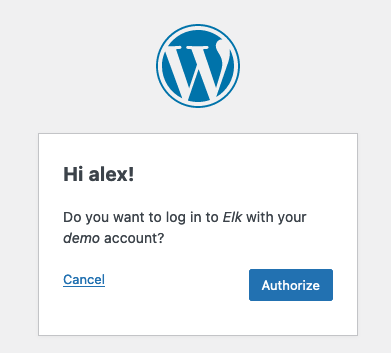 Hi alex!
Do you want to log in to Elk with your
demo account?
Cancel
Authorize